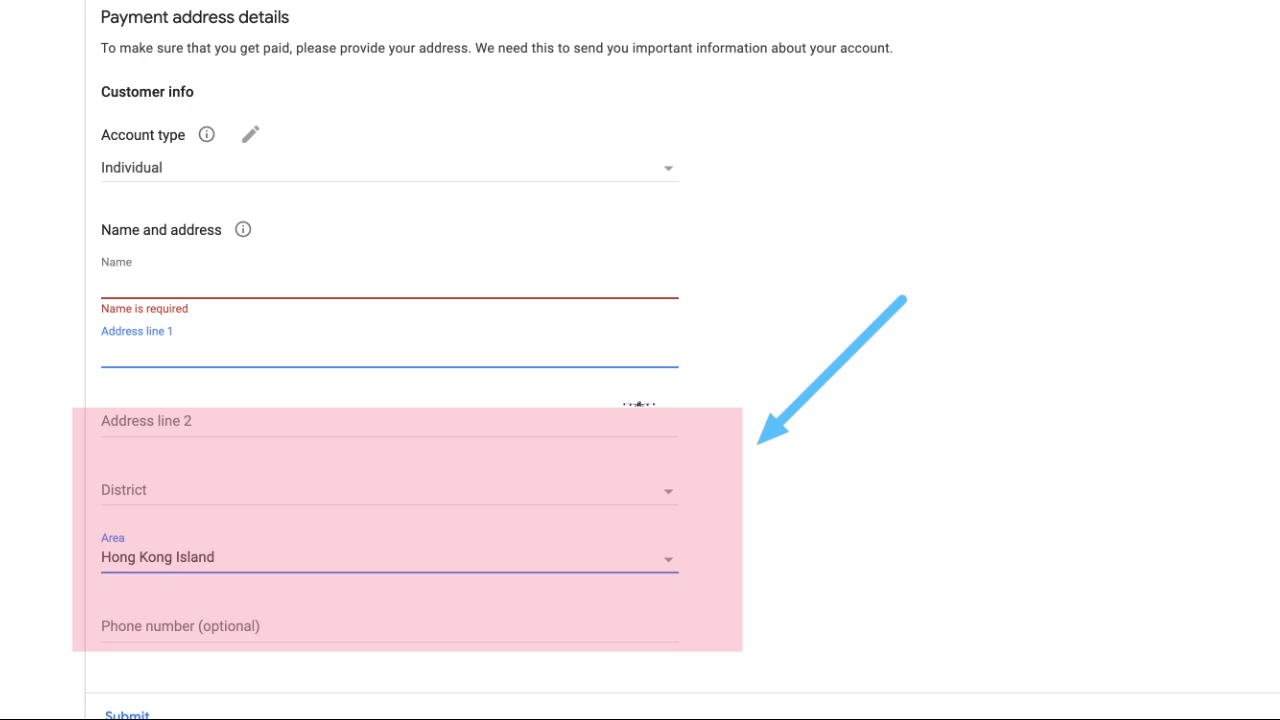 Payment address details
To make sure that you get paid, please provide your address. We need this to send you important information about your account.
Customer info
Account type
Individual
Name and address
Name
Name is required
Address line 1
Address line 2
District
Area
Hong Kong Island
Phone number (optional)
Submit